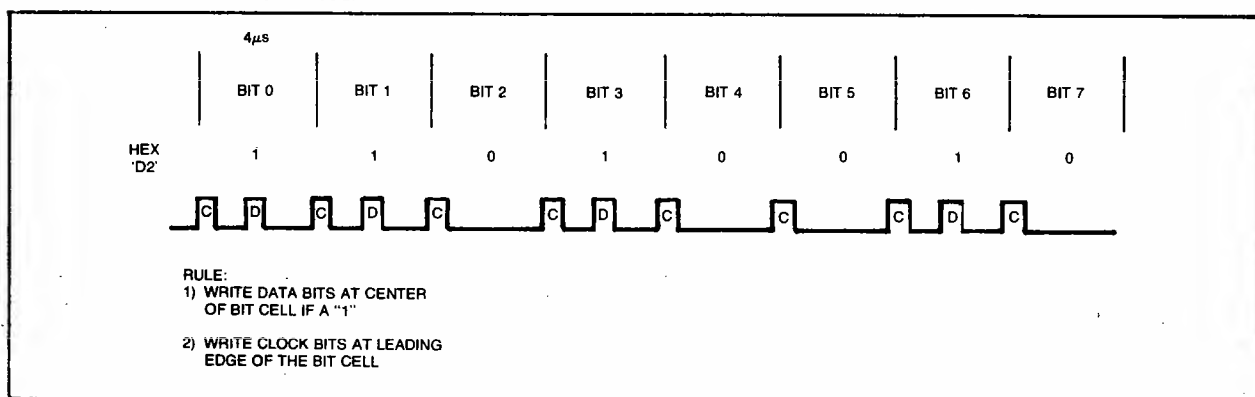 4μs
BIT 0 BIT 1 BIT 2 BIT 3 BIT 4 BIT 5 BIT 6 BIT 7
HEX 'D2' 1 1 0 1 0 0 1 0
C D C D C C D C C C D C
RULE:
1) WRITE DATA BITS AT CENTER
OF BIT CELL IF A "1"
2) WRITE CLOCK BITS AT LEADING
EDGE OF THE BIT CELL